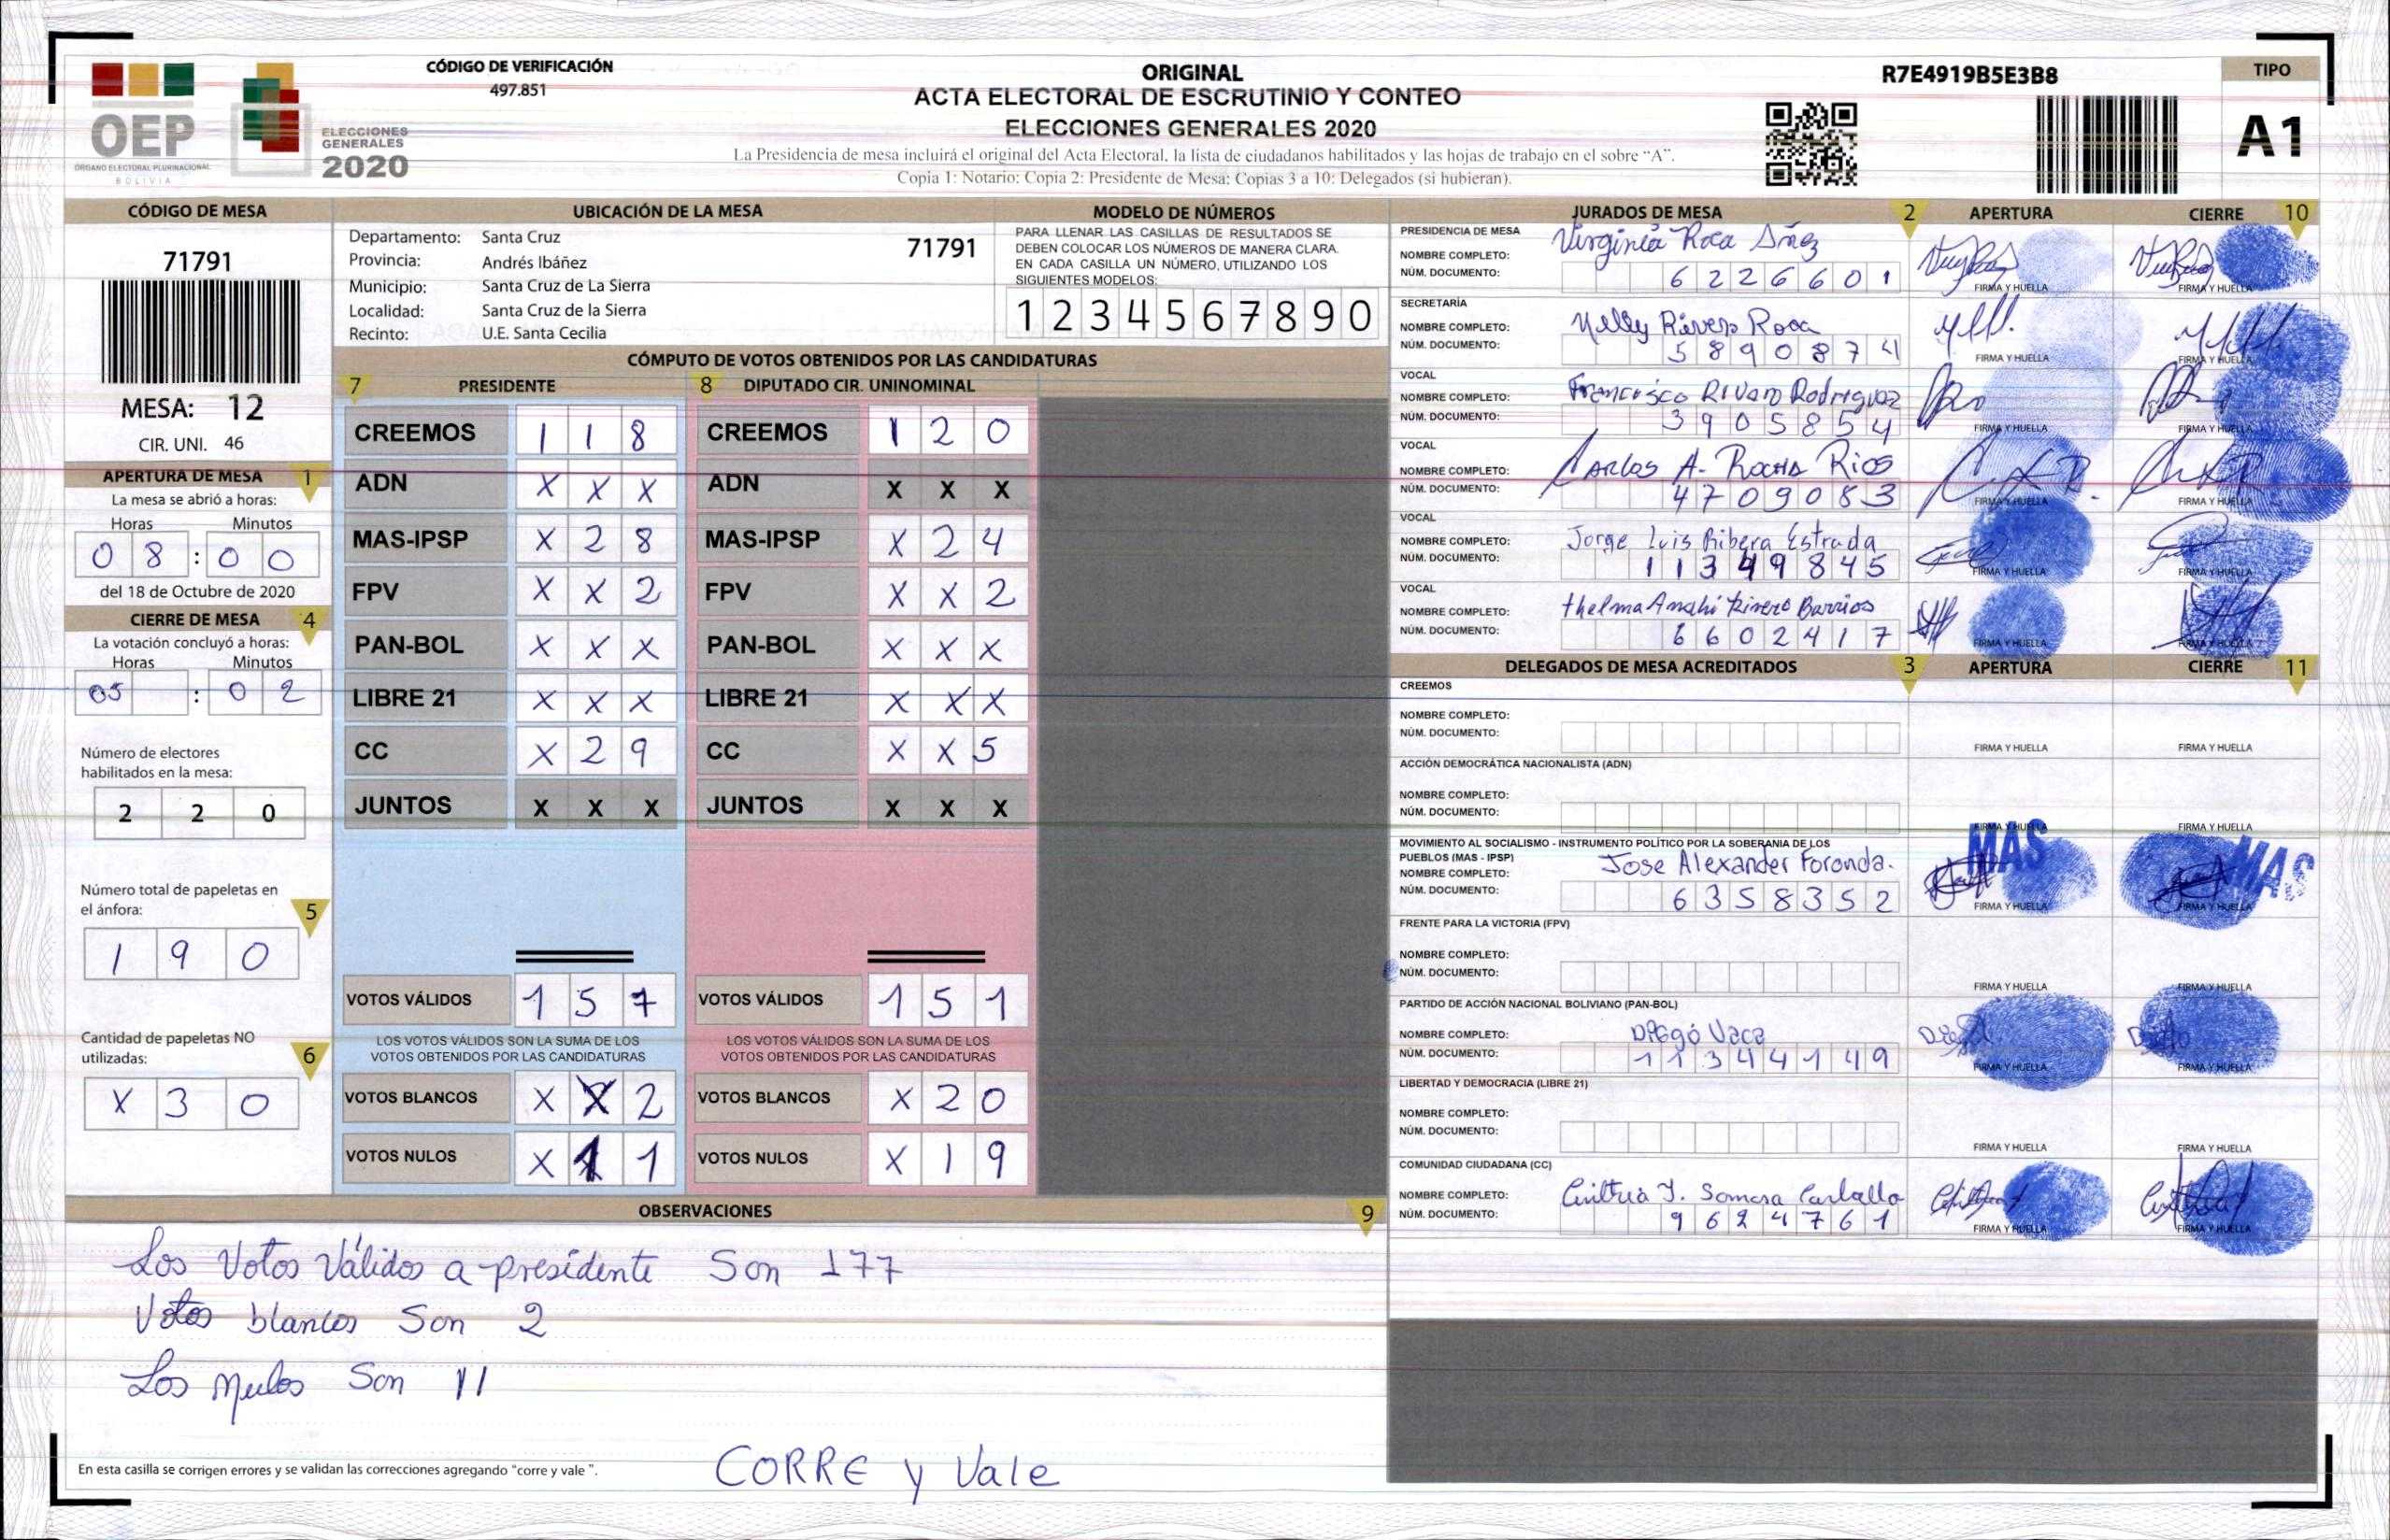 OEP
ÓRGANO ELECTORAL PLURINACIONAL
BOLIVIA
ELECCIONES
GENERALES
2020
CÓDIGO DE VERIFICACIÓN
497.851
ORIGINAL
ACTA ELECTORAL DE ESCRUTINIO Y CONTEO
ELECCIONES GENERALES 2020
La Presidencia de mesa incluirá el original del Acta Electoral, la lista de ciudadanos habilitados y las hojas de trabajo en el sobre “A”.
Copia 1: Notario; Copia 2: Presidente de Mesa; Copias 3 a 10: Delegados (si hubieran).
R7E4919B5E3B8
TIPO
A1
CÓDIGO DE MESA
71791
MESA: 12
CIR. UNI. 46
APERTURA DE MESA 1
La mesa se abrió a horas:
Horas Minutos
0 8 : 0 0
del 18 de Octubre de 2020
CIERRE DE MESA 4
La votación concluyó a horas:
Horas Minutos
05 : 0 2
Número de electores
habilitados en la mesa:
2 2 0
Número total de papeletas en
el ánfora: 5
1 9 0
Cantidad de papeletas NO
utilizadas: 6
X 3 0
UBICACIÓN DE LA MESA
Departamento: Santa Cruz 71791
Provincia: Andrés Ibáñez
Municipio: Santa Cruz de La Sierra
Localidad: Santa Cruz de la Sierra
Recinto: U.E. Santa Cecilia
MODELO DE NÚMEROS
PARA LLENAR LAS CASILLAS DE RESULTADOS SE
DEBEN COLOCAR LOS NÚMEROS DE MANERA CLARA.
EN CADA CASILLA UN NÚMERO, UTILIZANDO LOS
SIGUIENTES MODELOS:
1 2 3 4 5 6 7 8 9 0
CÓMPUTO DE VOTOS OBTENIDOS POR LAS CANDIDATURAS
7 PRESIDENTE 8 DIPUTADO CIR. UNINOMINAL
CREEMOS 1 1 8 CREEMOS 1 2 0
ADN X X X ADN X X X
MAS-IPSP X 2 8 MAS-IPSP X 2 4
FPV X X 2 FPV X X 2
PAN-BOL X X X PAN-BOL X X X
LIBRE 21 X X X LIBRE 21 X X X
CC X 2 9 CC X X 5
JUNTOS X X X JUNTOS X X X
VOTOS VÁLIDOS 1 5 7 VOTOS VÁLIDOS 1 5 1
LOS VOTOS VÁLIDOS SON LA SUMA DE LOS LOS VOTOS VÁLIDOS SON LA SUMA DE LOS
VOTOS OBTENIDOS POR LAS CANDIDATURAS VOTOS OBTENIDOS POR LAS CANDIDATURAS
VOTOS BLANCOS X X 2 VOTOS BLANCOS X 2 0
VOTOS NULOS X 1 1 VOTOS NULOS X 1 9
OBSERVACIONES 9
Los Votos Válidos a presidente Son 177
Votos blancos Son 2
Los nulos Son 11
CORRE y Vale
En esta casilla se corrigen errores y se validan las correcciones agregando “corre y vale ”.
JURADOS DE MESA 2 APERTURA CIERRE 10
PRESIDENCIA DE MESA
NOMBRE COMPLETO: Virginia Roca Añez
NÚM. DOCUMENTO: 6 2 2 6 6 0 1 FIRMA Y HUELLA FIRMA Y HUELLA
SECRETARÍA
NOMBRE COMPLETO: Nelly Rivero Roca
NÚM. DOCUMENTO: 5 8 9 0 8 7 4 FIRMA Y HUELLA FIRMA Y HUELLA
VOCAL
NOMBRE COMPLETO: Francisco Rivero Rodriguez
NÚM. DOCUMENTO: 3 9 0 5 8 5 4 FIRMA Y HUELLA FIRMA Y HUELLA
VOCAL
NOMBRE COMPLETO: Carlos A. Rocha Rios
NÚM. DOCUMENTO: 4 7 0 9 0 8 3 FIRMA Y HUELLA FIRMA Y HUELLA
VOCAL
NOMBRE COMPLETO: Jorge Luis Ribera Estrada
NÚM. DOCUMENTO: 1 1 3 4 9 8 4 5 FIRMA Y HUELLA FIRMA Y HUELLA
VOCAL
NOMBRE COMPLETO: Thelma Anahi Rivero Barrios
NÚM. DOCUMENTO: 6 6 0 2 4 1 7 FIRMA Y HUELLA FIRMA Y HUELLA
DELEGADOS DE MESA ACREDITADOS 3 APERTURA CIERRE 11
CREEMOS
NOMBRE COMPLETO:
NÚM. DOCUMENTO: FIRMA Y HUELLA FIRMA Y HUELLA
ACCIÓN DEMOCRÁTICA NACIONALISTA (ADN)
NOMBRE COMPLETO:
NÚM. DOCUMENTO: FIRMA Y HUELLA FIRMA Y HUELLA
MOVIMIENTO AL SOCIALISMO - INSTRUMENTO POLÍTICO POR LA SOBERANIA DE LOS
PUEBLOS (MAS - IPSP) MAS MAS
NOMBRE COMPLETO: Jose Alexander Foronda.
NÚM. DOCUMENTO: 6 3 5 8 3 5 2 FIRMA Y HUELLA FIRMA Y HUELLA
FRENTE PARA LA VICTORIA (FPV)
NOMBRE COMPLETO:
NÚM. DOCUMENTO: FIRMA Y HUELLA FIRMA Y HUELLA
PARTIDO DE ACCIÓN NACIONAL BOLIVIANO (PAN-BOL)
NOMBRE COMPLETO: Diego Vaca
NÚM. DOCUMENTO: 1 1 3 4 4 1 4 9 FIRMA Y HUELLA FIRMA Y HUELLA
LIBERTAD Y DEMOCRACIA (LIBRE 21)
NOMBRE COMPLETO:
NÚM. DOCUMENTO: FIRMA Y HUELLA FIRMA Y HUELLA
COMUNIDAD CIUDADANA (CC)
NOMBRE COMPLETO: Y.
NÚM. DOCUMENTO: 9 6 2 4 7 6 1 FIRMA Y HUELLA FIRMA Y HUELLA